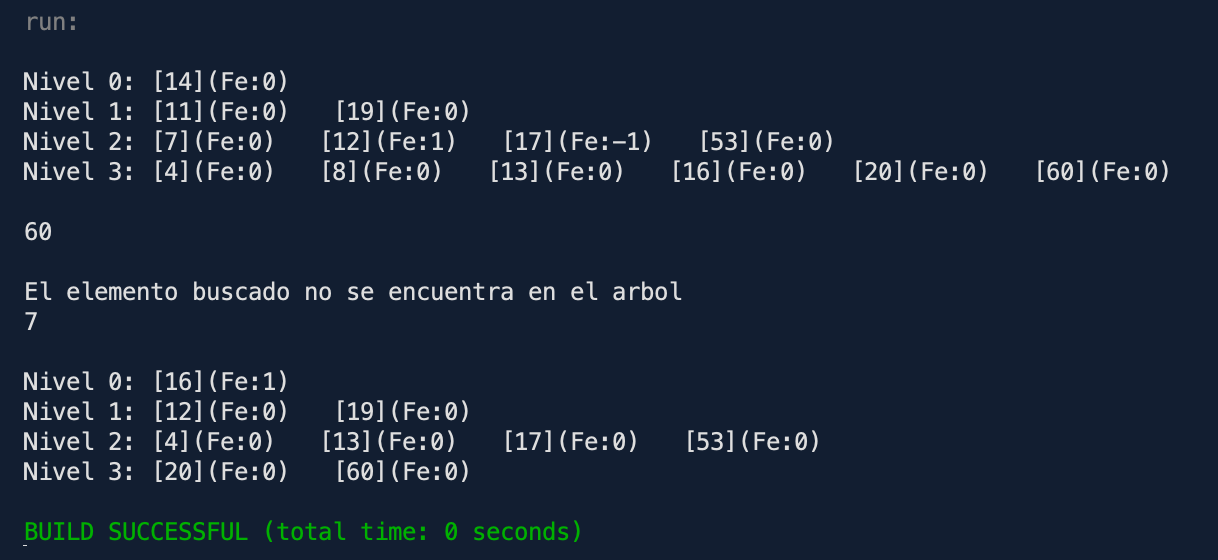 run:
Nivel 0: [14](Fe:0)
Nivel 1: [11](Fe:0)   [19](Fe:0)
Nivel 2: [7](Fe:0)   [12](Fe:1)   [17](Fe:-1)   [53](Fe:0)
Nivel 3: [4](Fe:0)   [8](Fe:0)   [13](Fe:0)   [16](Fe:0)   [20](Fe:0)   [60](Fe:0)
60
El elemento buscado no se encuentra en el arbol
7
Nivel 0: [16](Fe:1)
Nivel 1: [12](Fe:0)   [19](Fe:0)
Nivel 2: [4](Fe:0)   [13](Fe:0)   [17](Fe:0)   [53](Fe:0)
Nivel 3: [20](Fe:0)   [60](Fe:0)
BUILD SUCCESSFUL (total time: 0 seconds)